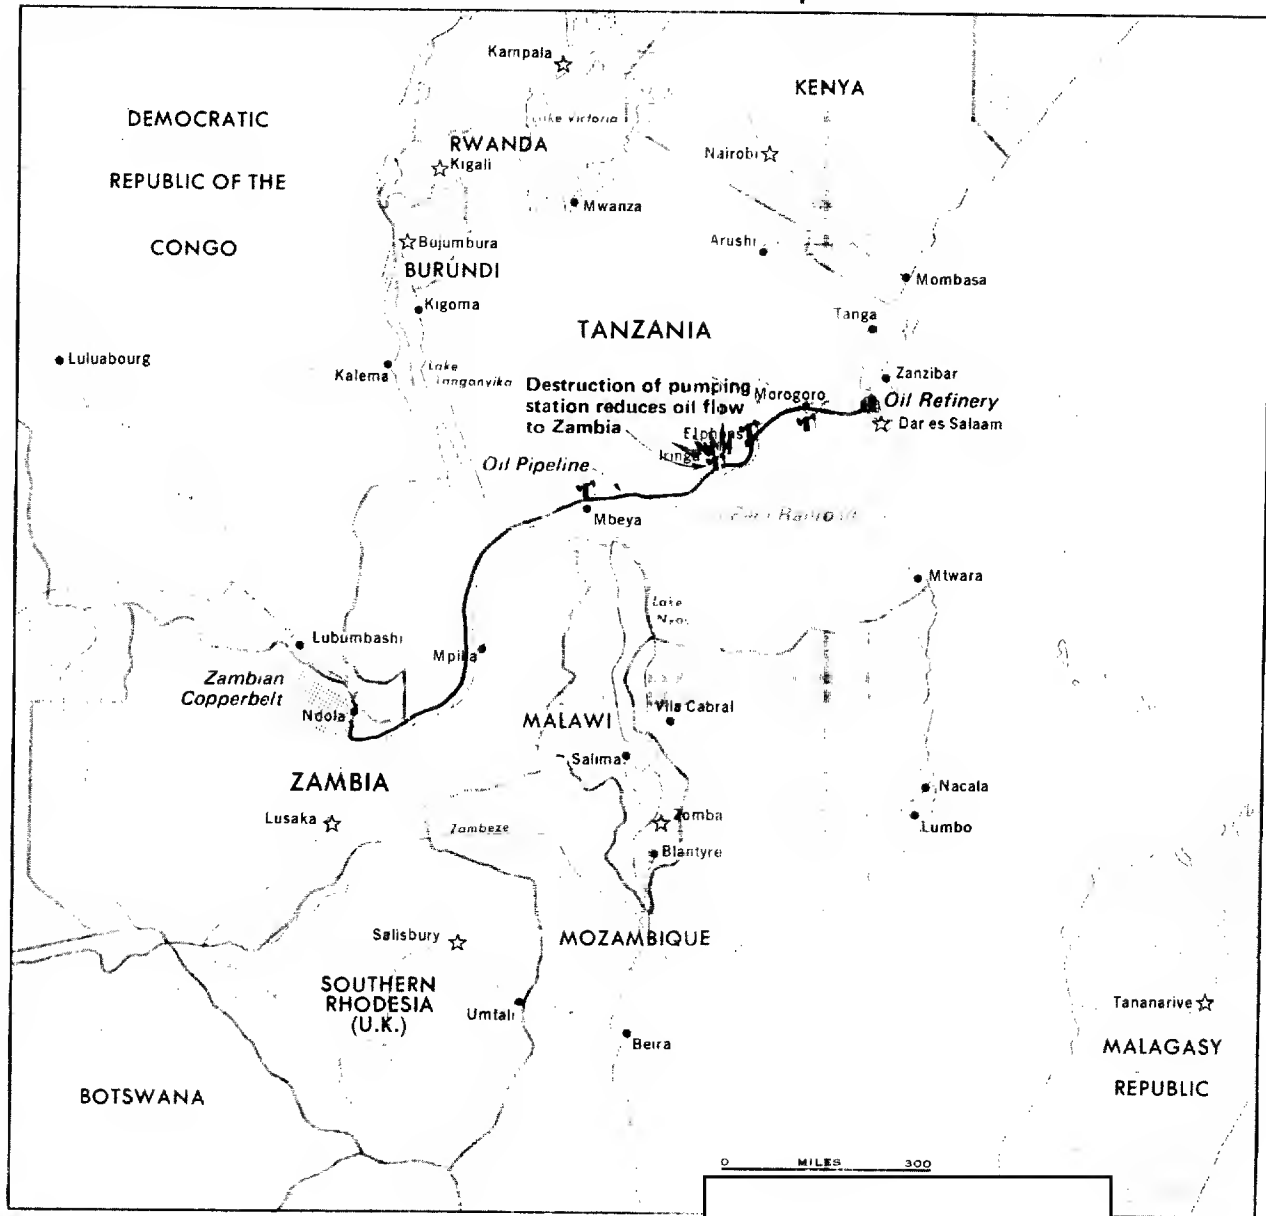 Kampala
KENYA
DEMOCRATIC
REPUBLIC OF THE
CONGO
Lake Victoria
RWANDA
Kigali
Nairobi
Mwanza
Bujumbura
BURUNDI
Arushi
Mombasa
Kigoma
Tanga
TANZANIA
Luluabourg
Kalema
Lake
Tanganyika
Zanzibar
Destruction of pumping
station reduces oil flow
to Zambia
Morogoro
Oil Refinery
Dar es Salaam
Iringa
Oil Pipeline
Mbeya
Mtwara
Lake
Lubumbashi
Mpika
Zambian
Copperbelt
Ndola
MALAWI
Vila Cabral
Salima
ZAMBIA
Nacala
Lusaka
Zambeze
Zomba
Lumbo
Blantyre
Salisbury
MOZAMBIQUE
SOUTHERN
RHODESIA
(U.K.)
Umtali
Beira
Tananarive
MALAGASY
REPUBLIC
BOTSWANA
0 MILES 300